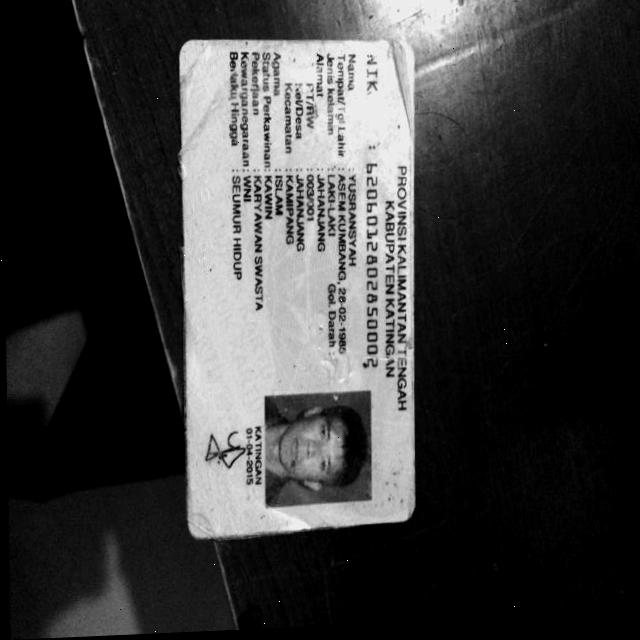 PROVINSI KALIMANTAN TENGAH
KABUPATEN KATINGAN
NIK : 6206012802850002
Nama : YUSRIANSYAH
Tempat/Tgl Lahir : ASEM KUMBANG, 28-02-1985
Jenis kelamin : LAKI-LAKI Gol. Darah :
Alamat : JAHANJANG
RT/RW : 003/001
Kel/Desa : JAHANJANG
Kecamatan : KAMIPANG
Agama : ISLAM
Status Perkawinan : KAWIN
Pekerjaan : KARYAWAN SWASTA
Kewarganegaraan : WNI
Berlaku Hingga : SEUMUR HIDUP
KATINGAN
01-04-2015